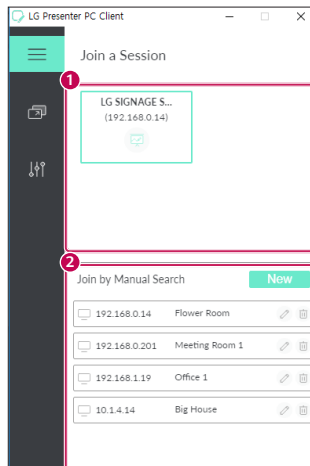 LG Presenter PC Client
Join a Session
1
LG SIGNAGE S...
(192.168.0.14)
2
Join by Manual Search
New
192.168.0.14 Flower Room
192.168.0.201 Meeting Room 1
192.168.1.19 Office 1
10.1.4.14 Big House